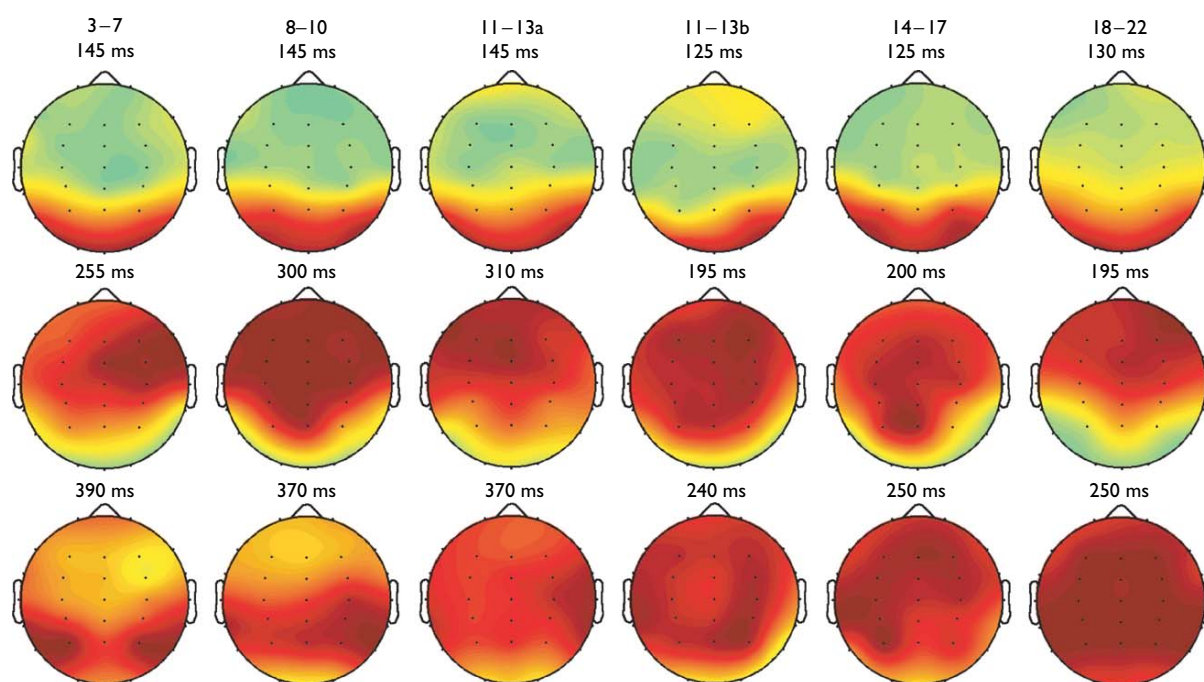 3–7 8–10 11–13a 11–13b 14–17 18–22
145 ms 145 ms 145 ms 125 ms 125 ms 130 ms
255 ms 300 ms 310 ms 195 ms 200 ms 195 ms
390 ms 370 ms 370 ms 240 ms 250 ms 250 ms